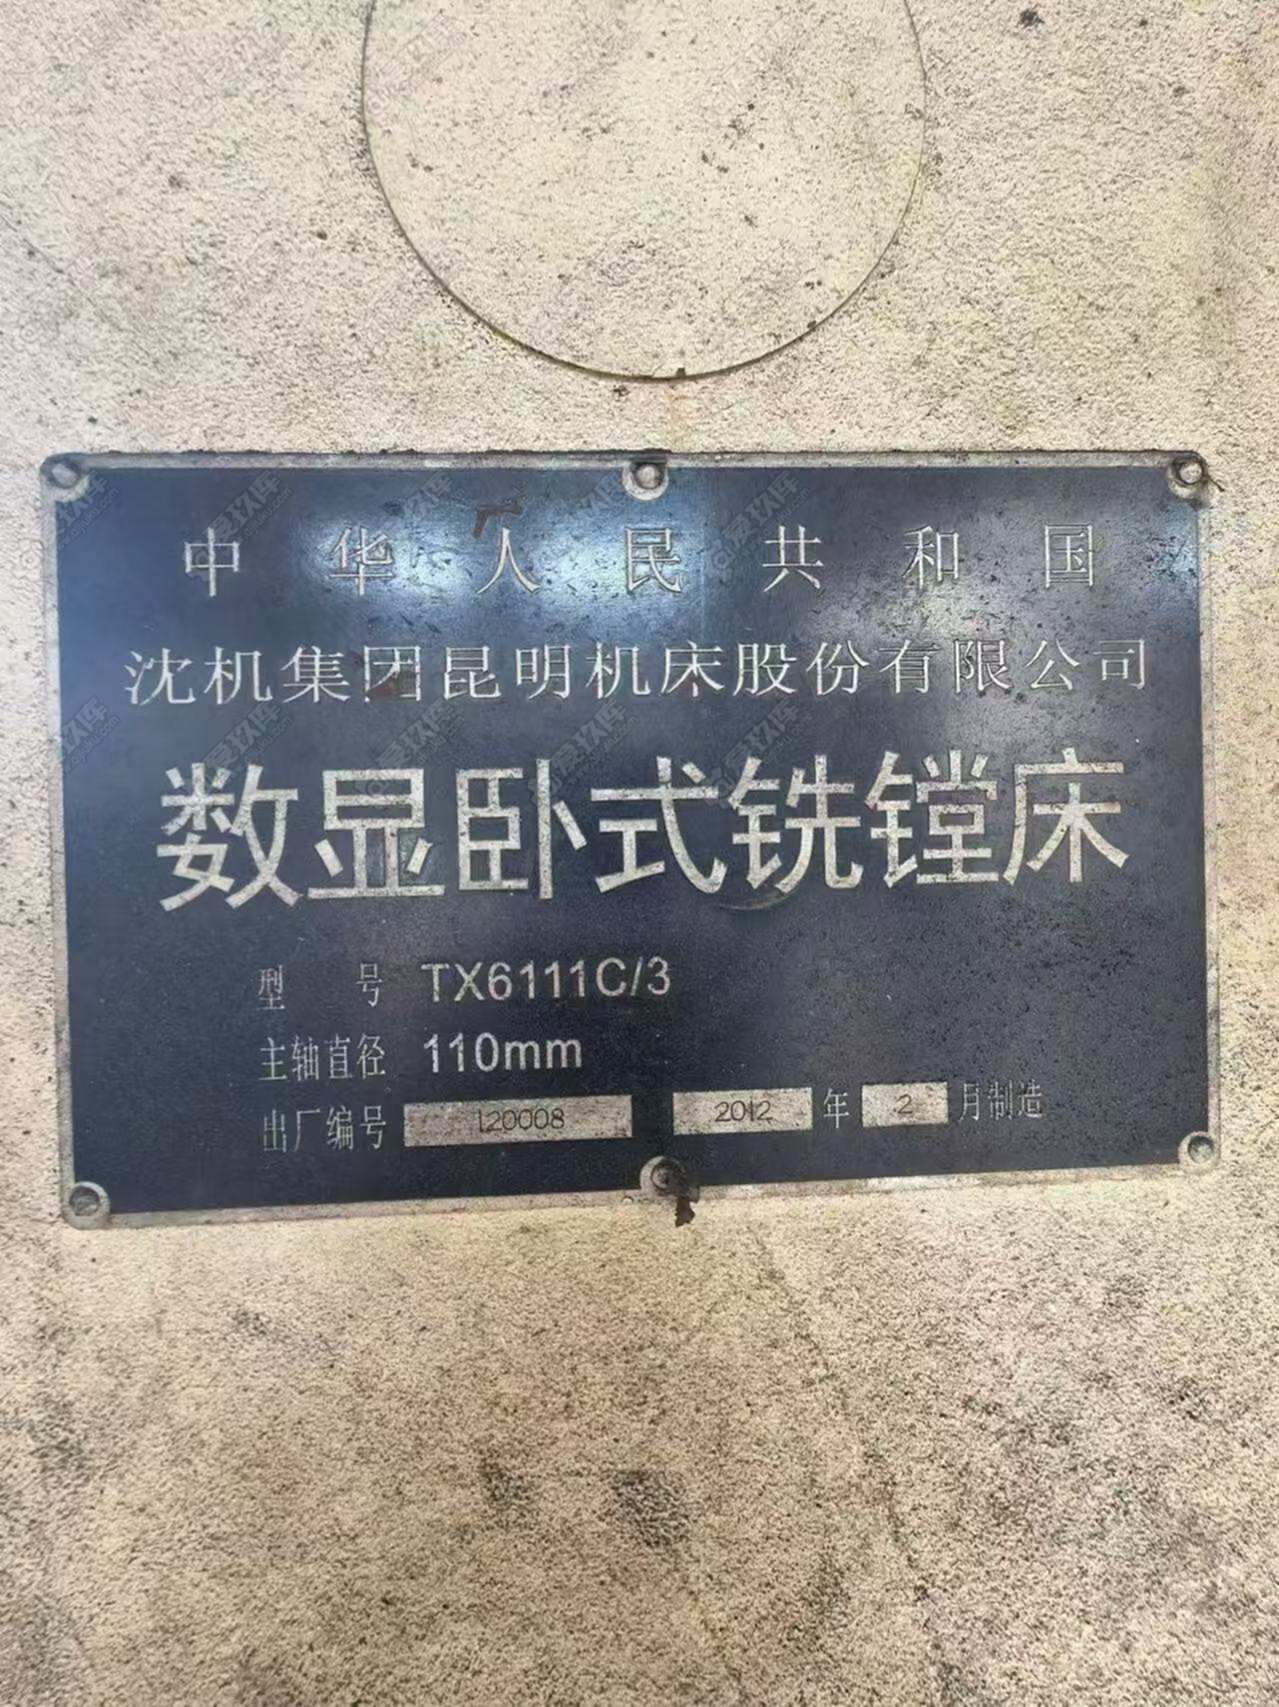 中华人民共和国
沈机集团昆明机床股份有限公司
数显卧式铣镗床
型号 TX6111C/3
主轴直径 110mm
出厂编号 120008 2012 年 2 月制造